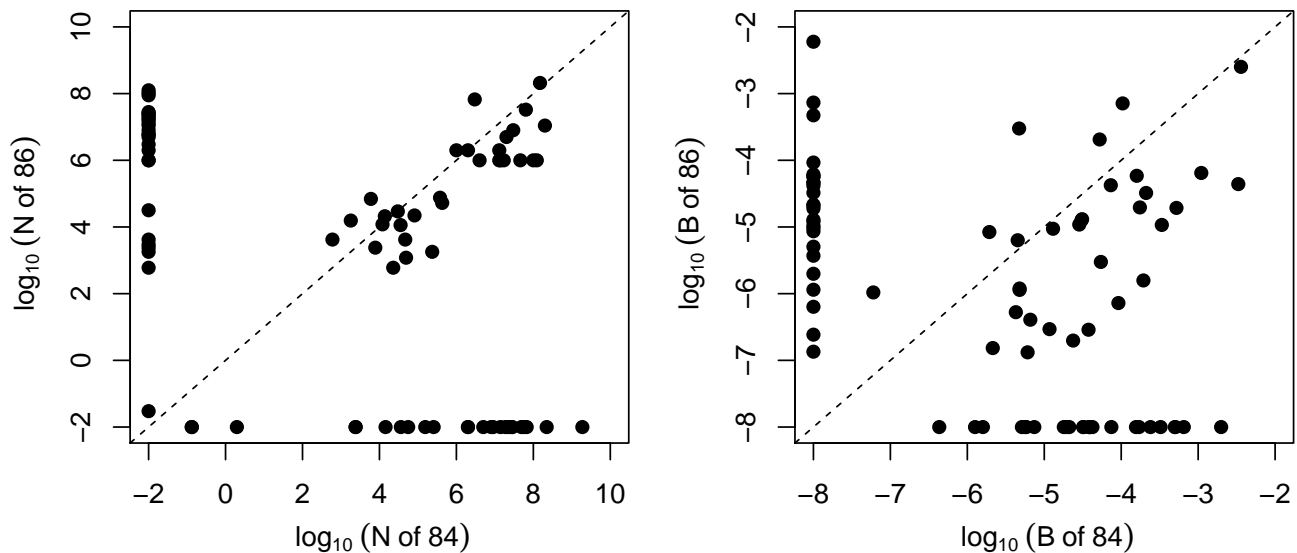 10
8
6
4
2
0
−2
log₁₀ (N of 86)
−2 0 2 4 6 8 10
log₁₀ (N of 84)
−2
−3
−4
−5
−6
−7
−8
log₁₀ (B of 86)
−8 −7 −6 −5 −4 −3 −2
log₁₀ (B of 84)